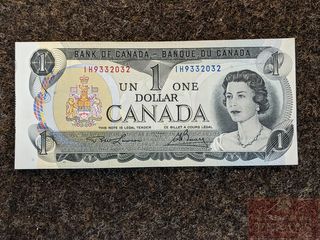 BANK OF CANADA - BANQUE DU CANADA
1 IH9332032 1 IH9332032 1
UN ONE
DOLLAR
CANADA
THIS NOTE IS LEGAL TENDER CE BILLET A COURS LÉGAL
1 1